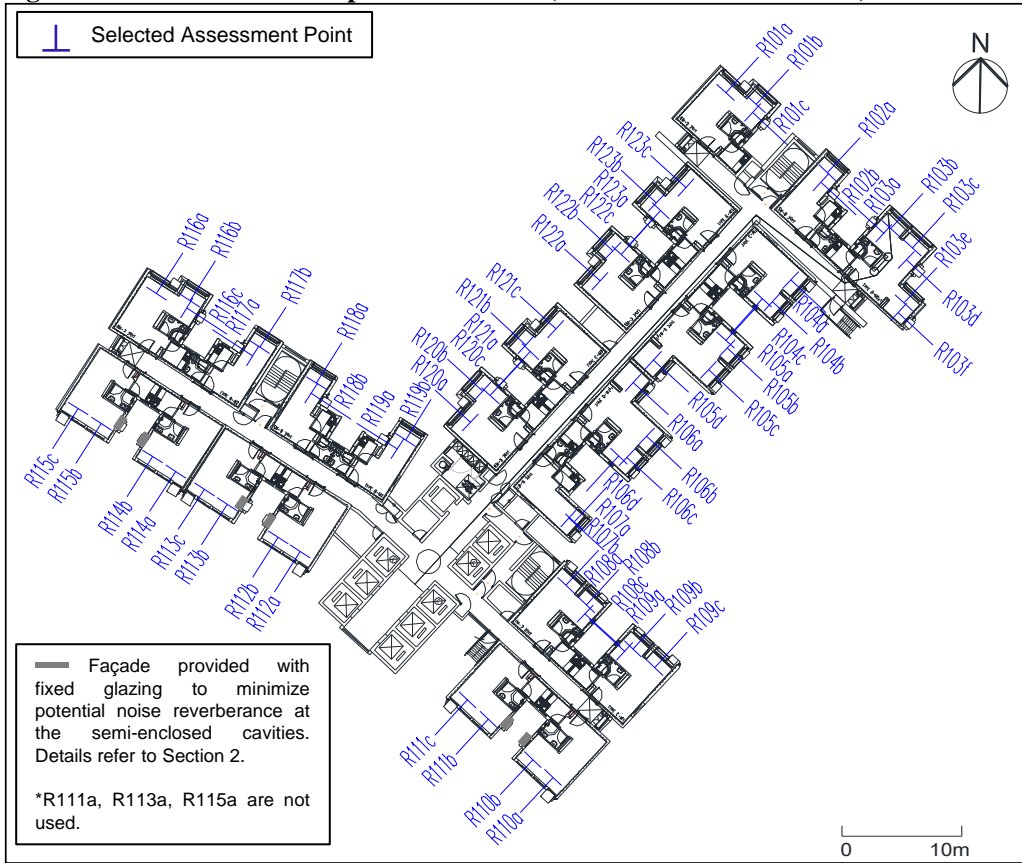 Selected Assessment Point
N
R101a
R101b
R101c
R102a
R102b
R103a
R103b
R103c
R103e
R103d
R103f
R123c
R123b
R123a
R122c
R122b
R122a
R121c
R121b
R121a
R120c
R120b
R120a
R116a
R116b
R116c
R117a
R117b
R118a
R118b
R119a
R119b
R104a
R104b
R104c
R105a
R105b
R105c
R105d
R106a
R106b
R106c
R106d
R107a
R107b
R108a
R108b
R108c
R109a
R109b
R109c
R115c
R115b
R114b
R114a
R113c
R113b
R112b
R112a
R111c
R111b
R110b
R110a
Façade provided with
fixed glazing to minimize
potential noise reverberance at
the semi-enclosed cavities.
Details refer to Section 2.
*R111a, R113a, R115a are not
used.
0 10m